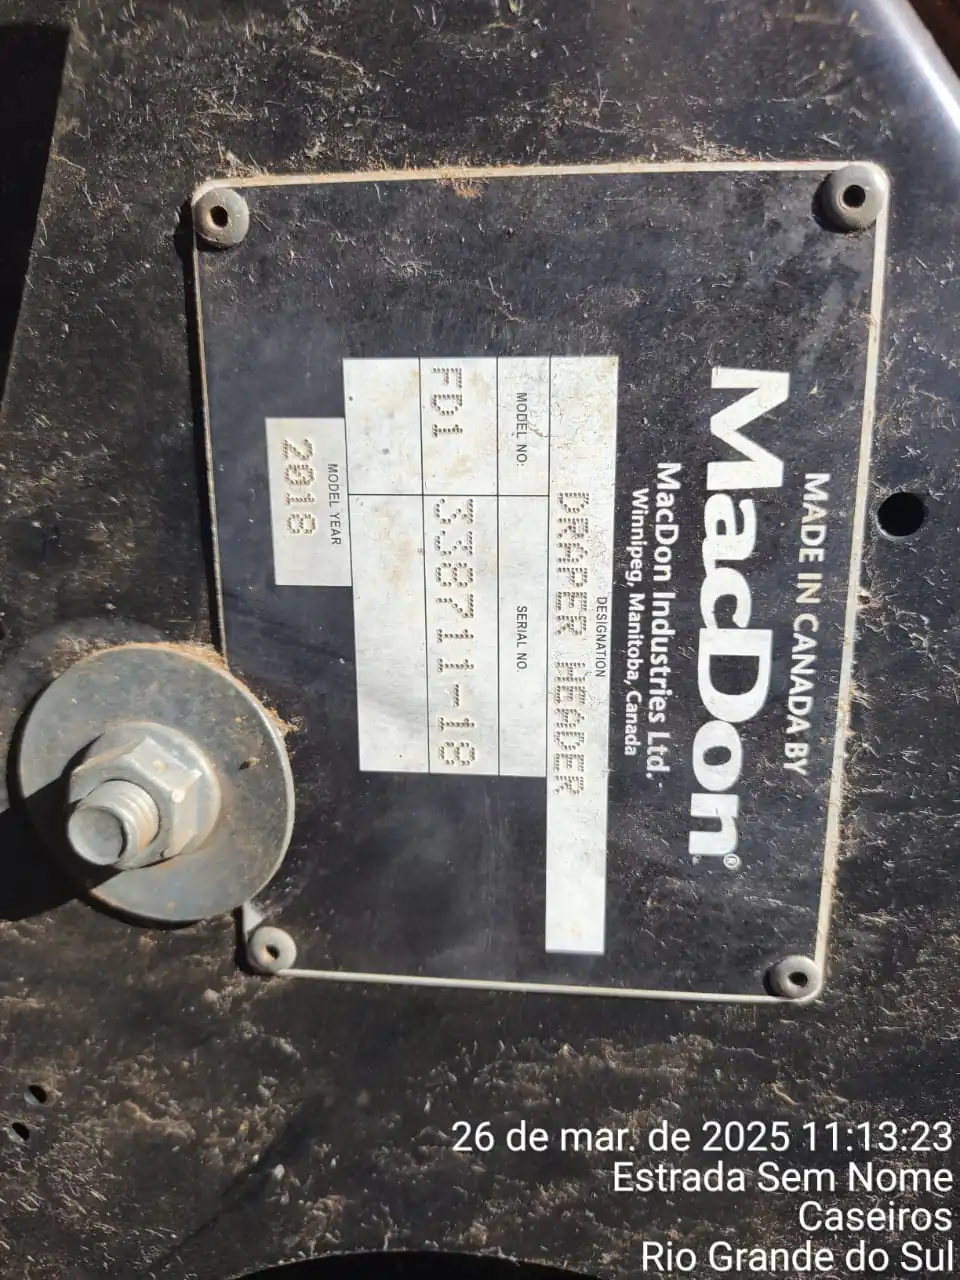 MADE IN CANADA BY
MacDon®
MacDon Industries Ltd.
Winnipeg, Manitoba, Canada
DESIGNATION
DRAPER HEADER
MODEL NO: SERIAL NO.
FD1 338711-18
MODEL YEAR
2018
26 de mar. de 2025 11:13:23
Estrada Sem Nome
Caseiros
Rio Grande do Sul